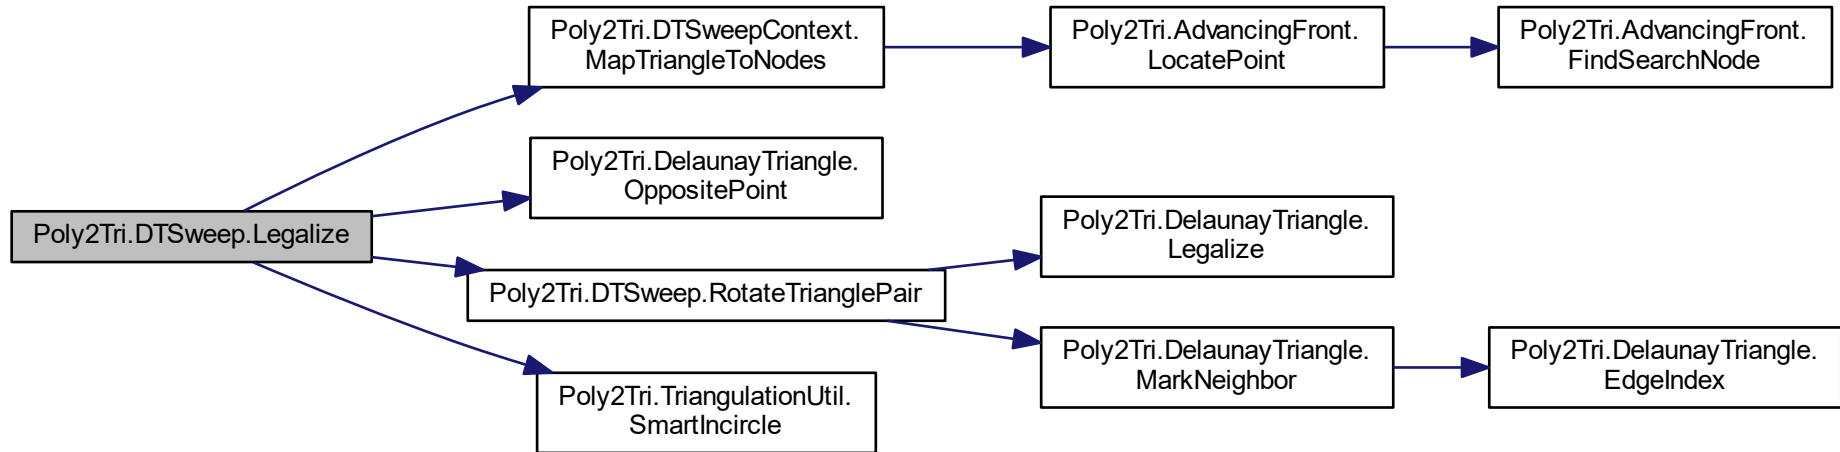 Poly2Tri.DTSweep.Legalize
Poly2Tri.DTSweepContext.
MapTriangleToNodes
Poly2Tri.AdvancingFront.
LocatePoint
Poly2Tri.AdvancingFront.
FindSearchNode
Poly2Tri.DelaunayTriangle.
OppositePoint
Poly2Tri.DTSweep.RotateTrianglePair
Poly2Tri.DelaunayTriangle.
Legalize
Poly2Tri.DelaunayTriangle.
MarkNeighbor
Poly2Tri.DelaunayTriangle.
EdgeIndex
Poly2Tri.TriangulationUtil.
SmartIncircle